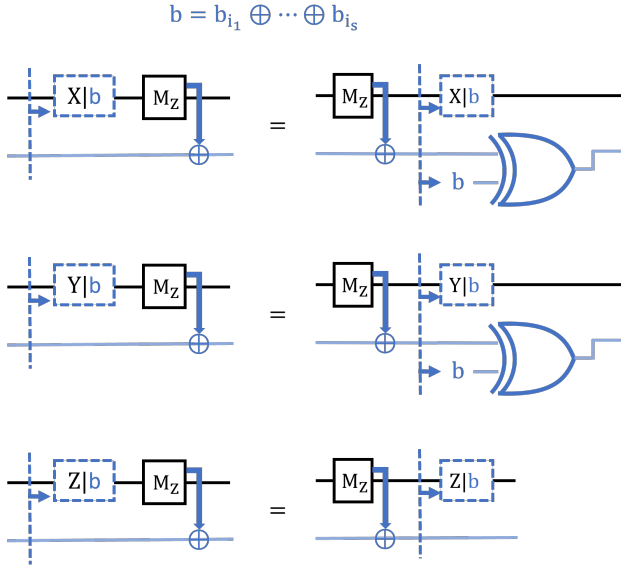 b = b_{i_1} ⊕ ⋯ ⊕ b_{i_s}
X|b M_Z = M_Z X|b
b
Y|b M_Z = M_Z Y|b
b
Z|b M_Z = M_Z Z|b